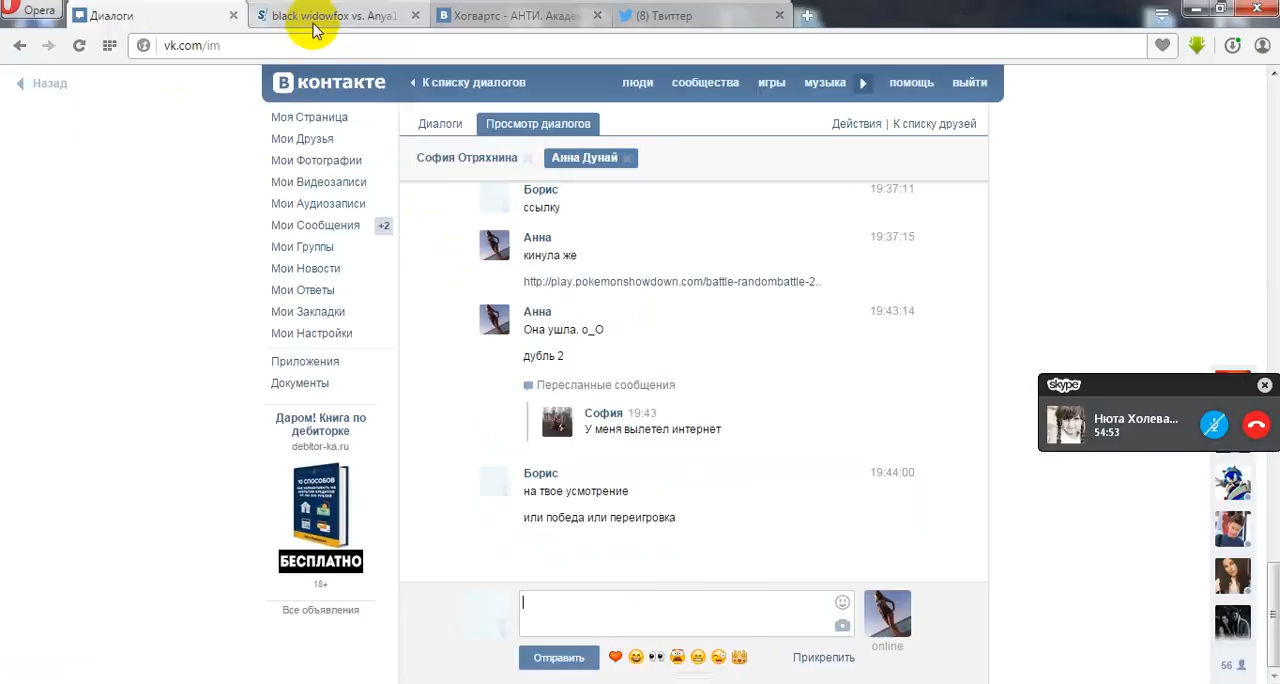 Opera
Диалоги
black widowfox vs. Anya1
Хогвартс - АНТИ. Акаде
(8) Твиттер
vk.com/im
Назад
В контакте
К списку диалогов
люди
сообщества
игры
музыка
помощь
выйти
Моя Страница
Мои Друзья
Мои Фотографии
Мои Видеозаписи
Мои Аудиозаписи
Мои Сообщения +2
Мои Группы
Мои Новости
Мои Ответы
Мои Закладки
Мои Настройки
Приложения
Документы
Даром! Книга по
дебиторке
debitor-ka.ru
10 СПОСОБОВ
БЕСПЛАТНО
18+
Все объявления
Диалоги
Просмотр диалогов
Действия | К списку друзей
София Отряхнина
Анна Дунай
Борис 19:37:11
ссылку
Анна 19:37:15
кинула же
http://play.pokemonshowdown.com/battle-randombattle-2..
Анна 19:43:14
Она ушла. о_О
дубль 2
Пересланные сообщения
София 19:43
У меня вылетел интернет
Борис 19:44:00
на твое усмотрение
или победа или переигровка
Отправить
Прикрепить
online
skype
Нюта Холева...
54:53
56